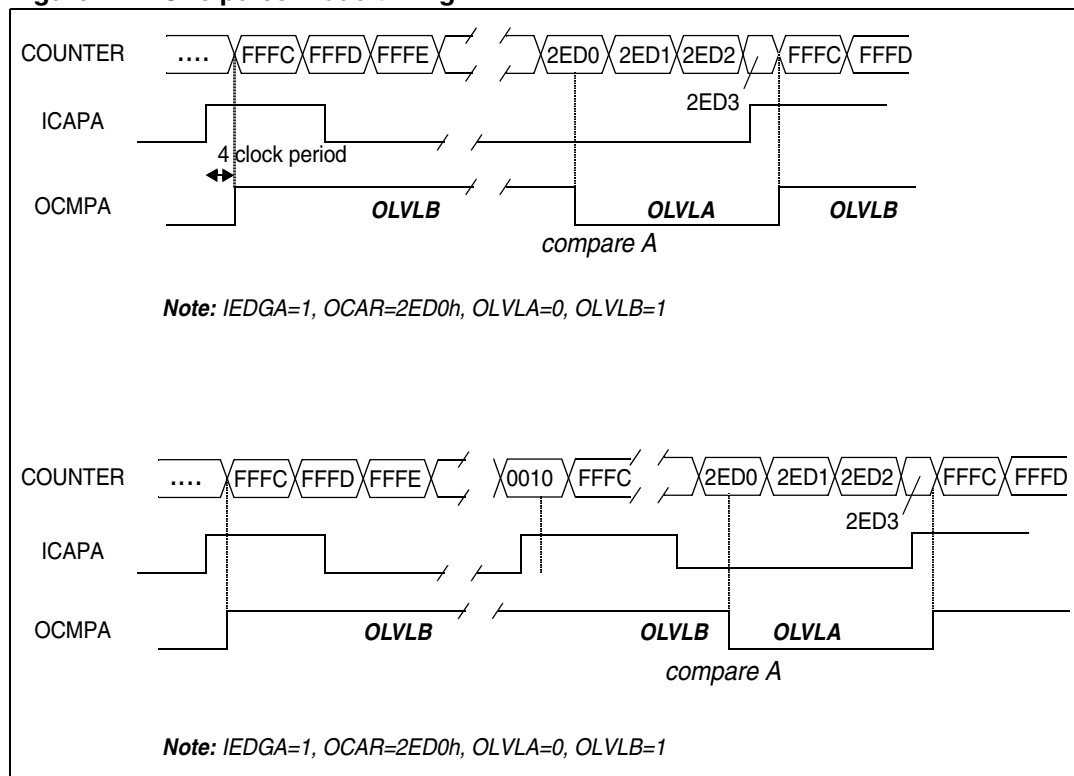 COUNTER .... FFFC FFFD FFFE 2ED0 2ED1 2ED2 FFFC FFFD
2ED3
ICAPA
4 clock period
OCMPA OLVLB OLVLA OLVLB
compare A
Note: IEDGA=1, OCAR=2ED0h, OLVLA=0, OLVLB=1
COUNTER .... FFFC FFFD FFFE 0010 FFFC 2ED0 2ED1 2ED2 FFFC FFFD
2ED3
ICAPA
OCMPA OLVLB OLVLB OLVLA
compare A
Note: IEDGA=1, OCAR=2ED0h, OLVLA=0, OLVLB=1